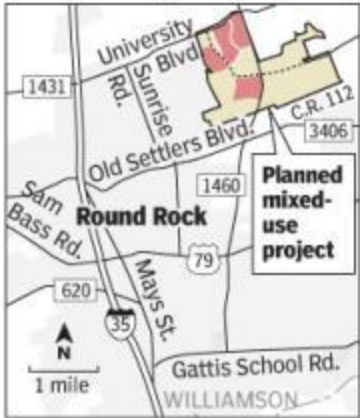 University
Blvd.
Sunrise
Rd.
1431
C.R. 112
Old Settlers Blvd.
3406
1460
Planned
mixed-
use
project
Sam
Bass Rd.
Round Rock
79
620
Mays St.
35
N
1 mile
Gattis School Rd.
WILLIAMSON